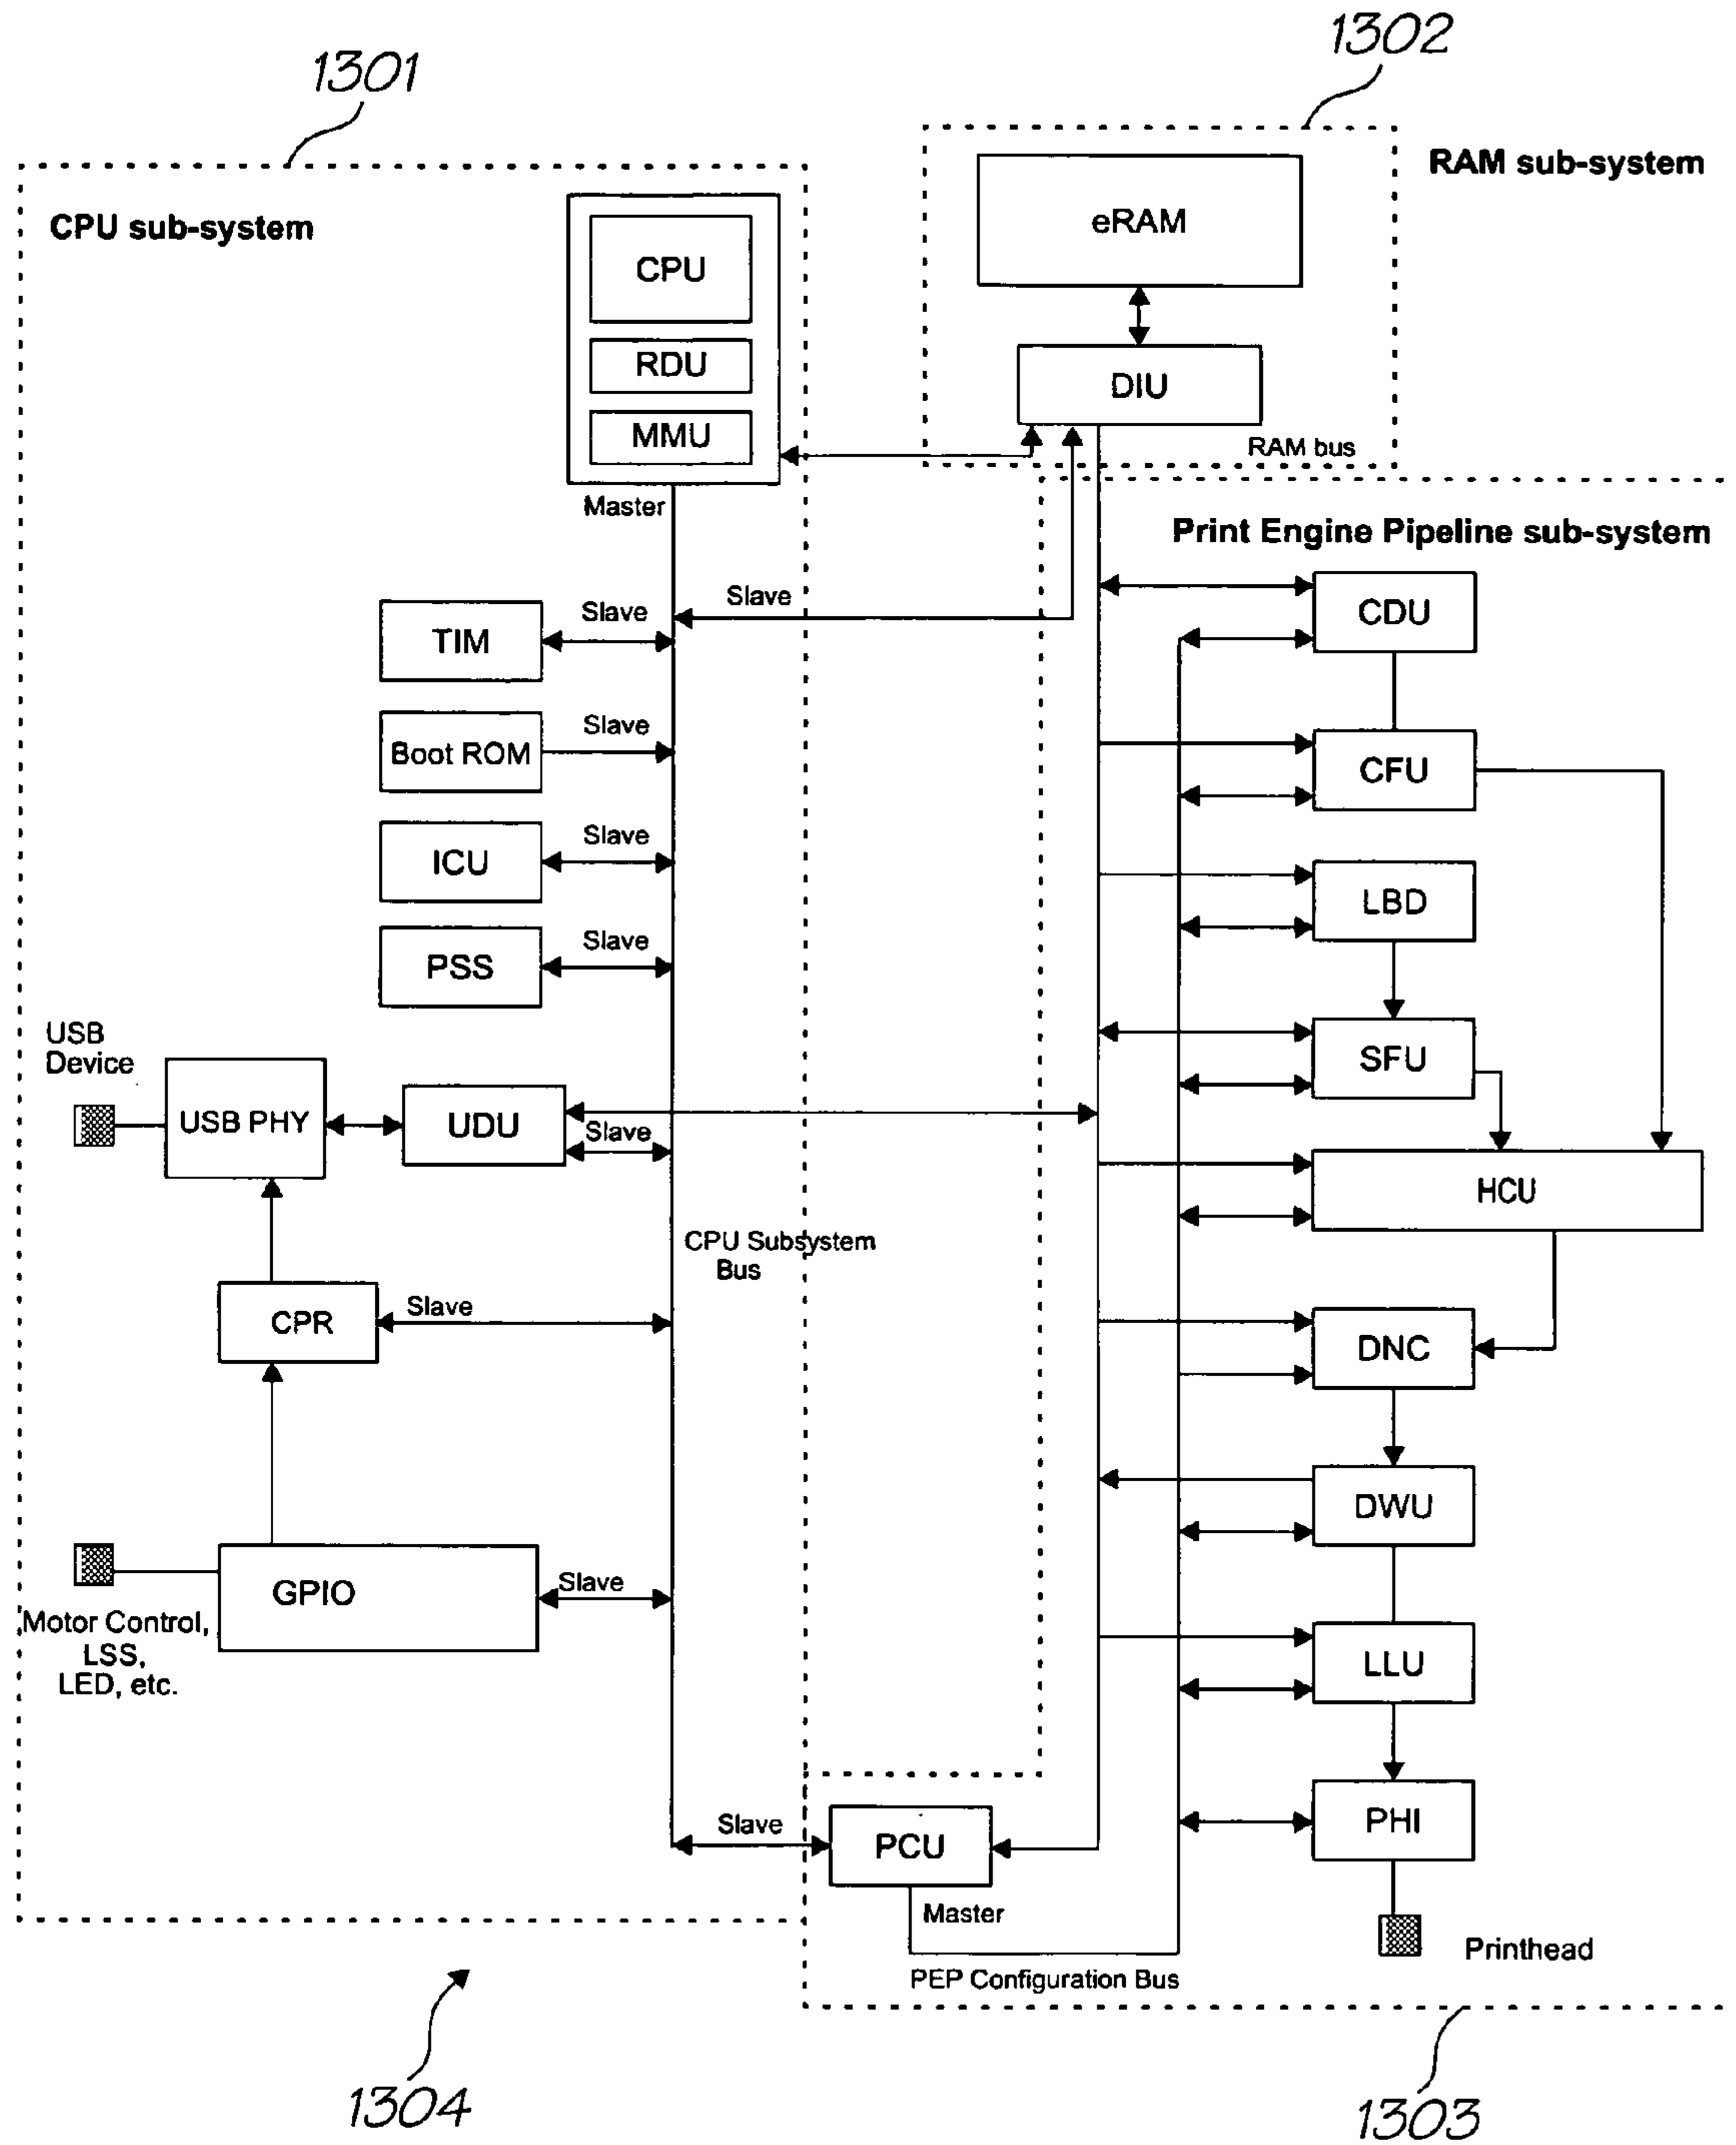 1302
1301
RAM sub-system
CPU sub-system
eRAM
CPU
RDU
DIU
MMU
RAM bus
Master
Print Engine Pipeline sub-system
Slave
Slave
CDU
TIM
Slave
Boot ROM
CFU
Slave
ICU
LBD
Slave
PSS
USB
Device
SFU
USB PHY
UDU
Slave
HCU
CPU Subsystem
Bus
Slave
CPR
DNC
DWU
Slave
GPIO
Motor Control,
LSS,
LED, etc.
LLU
PHI
Slave
PCU
Master
Printhead
PEP Configuration Bus
1304
1303